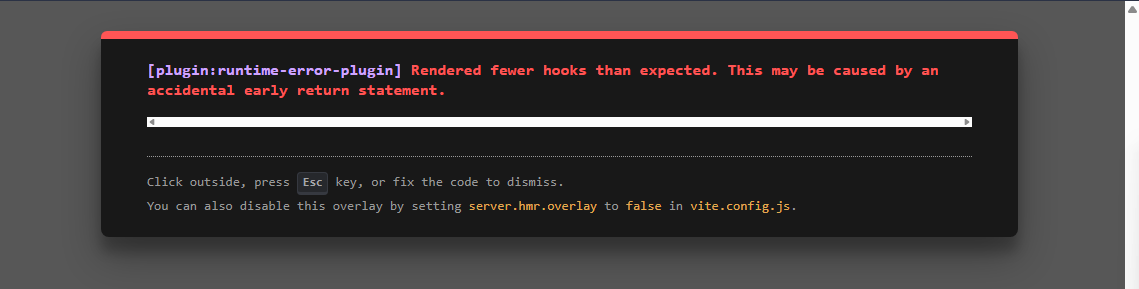 [plugin:runtime-error-plugin] Rendered fewer hooks than expected. This may be caused by an
accidental early return statement.
Click outside, press Esc key, or fix the code to dismiss.
You can also disable this overlay by setting server.hmr.overlay to false in vite.config.js.